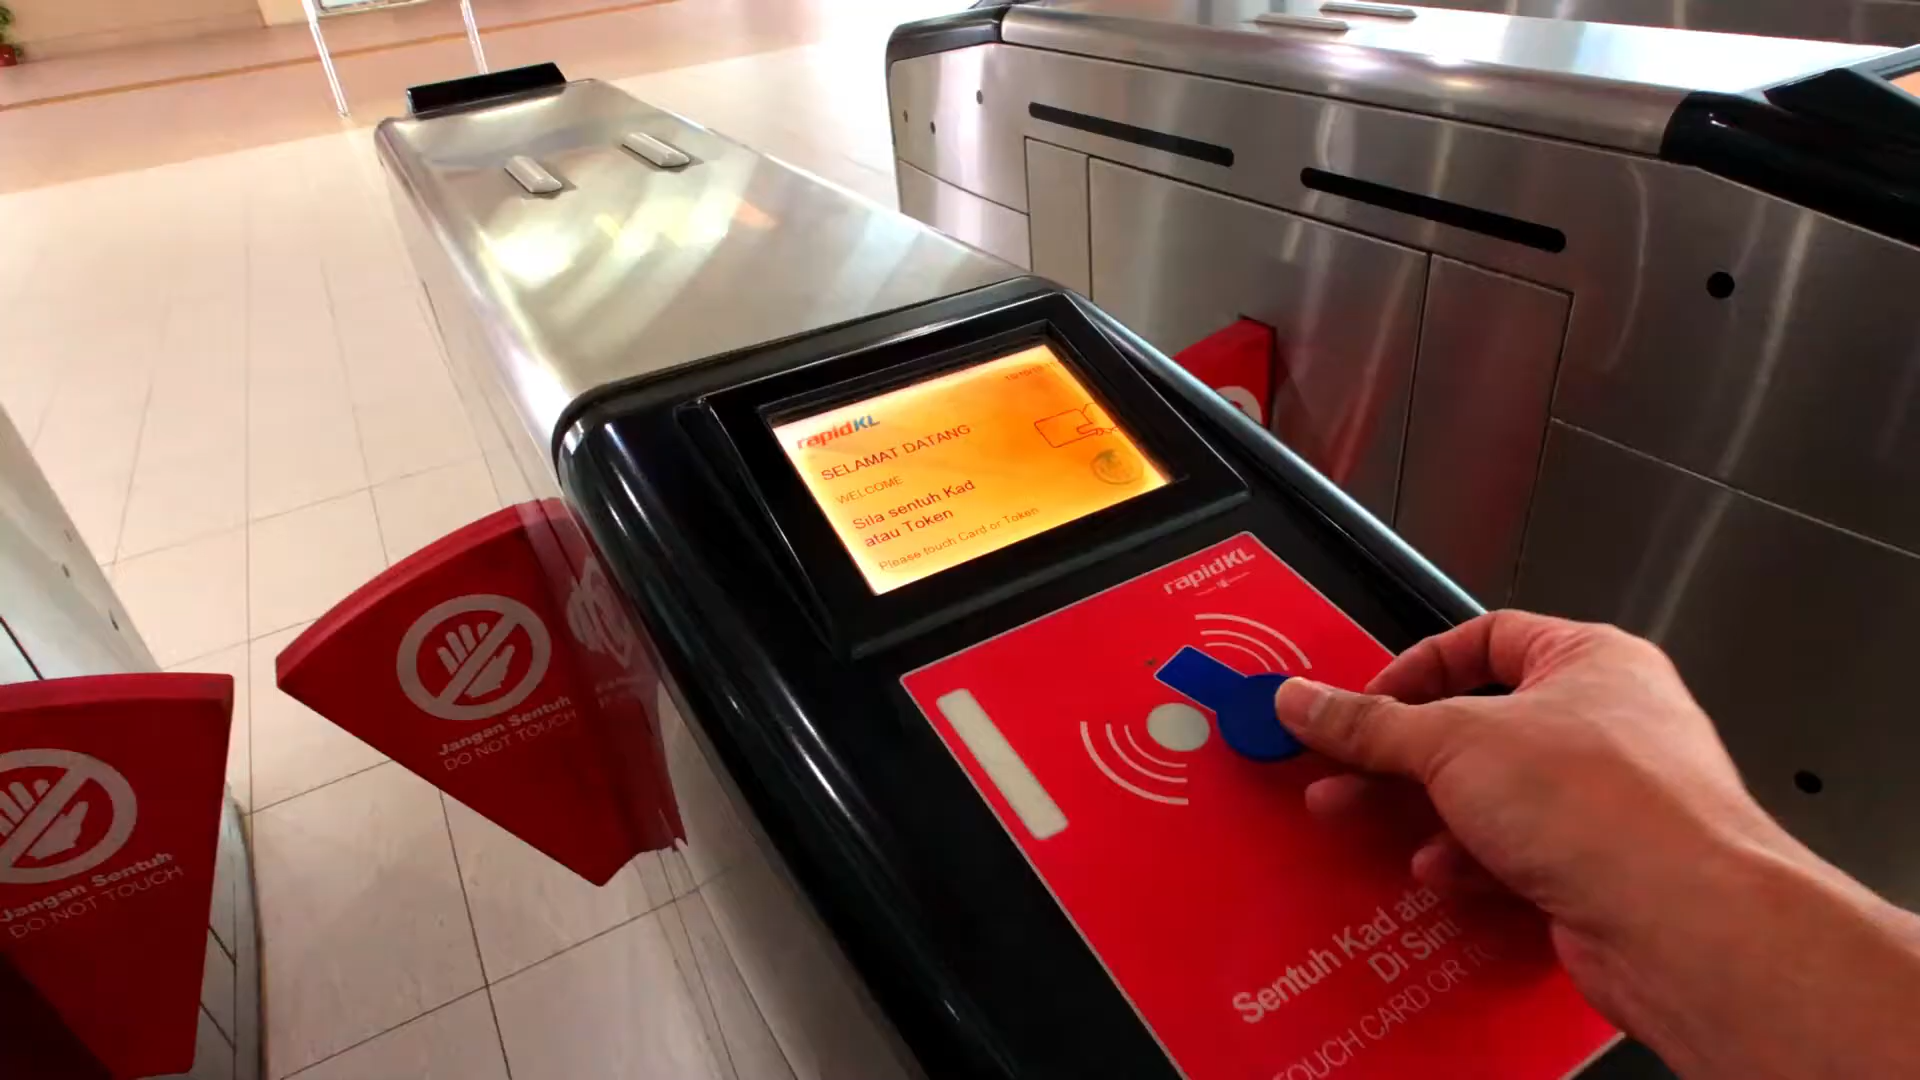 rapidKL
SELAMAT DATANG
WELCOME
Sila sentuh Kad
atau Token
Please touch Card or Token
rapidKL
Sentuh Kad
Di Sini
TOUCH CARD OR
Jangan Sentuh
DO NOT TOUCH
Jangan Sentuh
DO NOT TOUCH